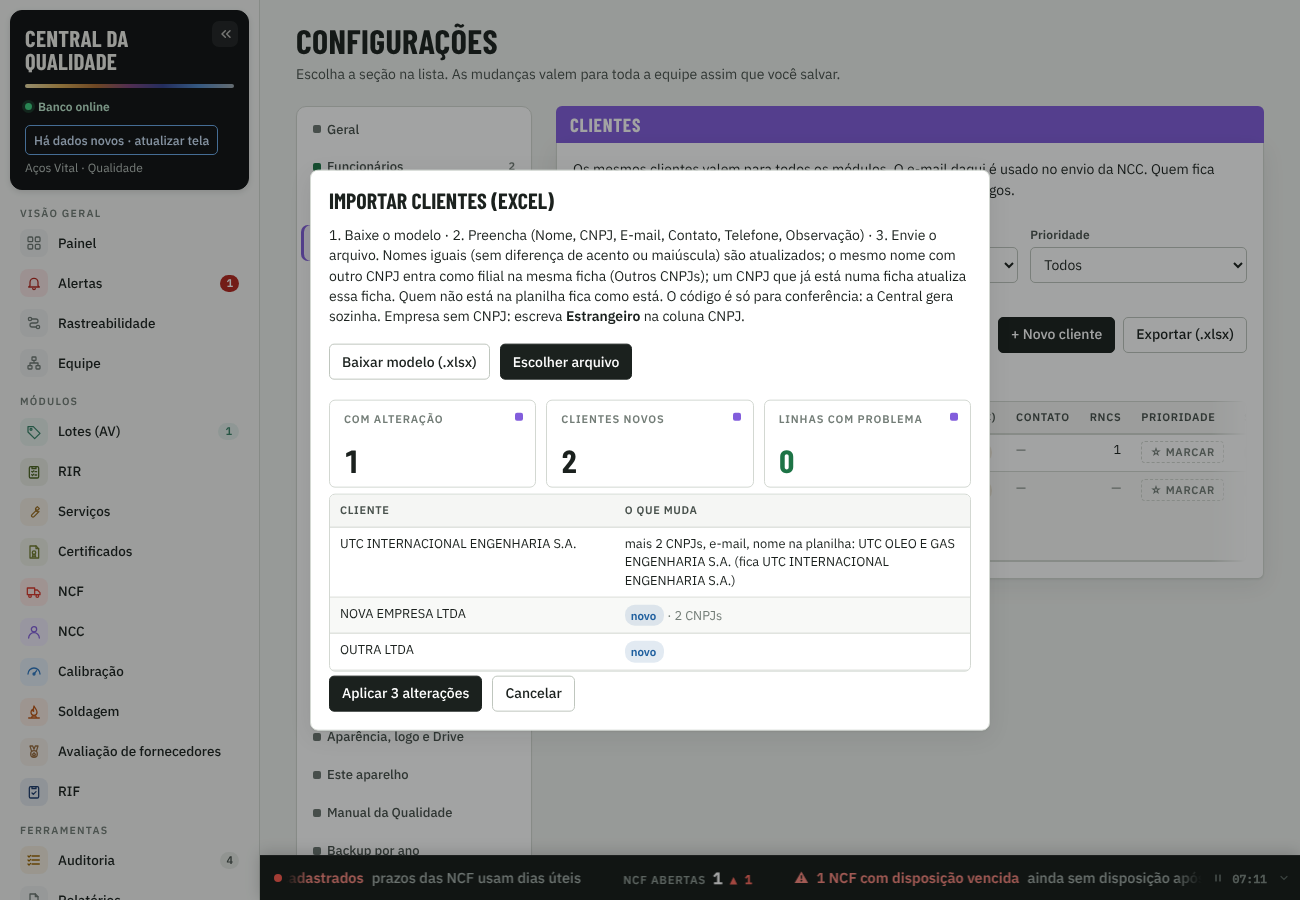 CENTRAL DA
QUALIDADE
Banco online
Há dados novos · atualizar tela
Aços Vital · Qualidade
VISÃO GERAL
Painel
Alertas 1
Rastreabilidade
Equipe
MÓDULOS
Lotes (AV) 1
RIR
Serviços
Certificados
NCF
NCC
Calibração
Soldagem
Avaliação de fornecedores
RIF
FERRAMENTAS
Auditoria 4
Relatórios
CONFIGURAÇÕES
Escolha a seção na lista. As mudanças valem para toda a equipe assim que você salvar.
Geral
Funcionários 2
Aparência, logo e Drive
Este aparelho
Manual da Qualidade
Backup por ano
CLIENTES
Os mesmos clientes valem para todos os módulos. O e-mail daqui é usado no envio da NCC. Quem fica
gos.
Prioridade
Todos
+ Novo cliente Exportar (.xlsx)
CONTATO RNCS PRIORIDADE
— 1 ☆ MARCAR
— — ☆ MARCAR
IMPORTAR CLIENTES (EXCEL)
1. Baixe o modelo · 2. Preencha (Nome, CNPJ, E-mail, Contato, Telefone, Observação) · 3. Envie o
arquivo. Nomes iguais (sem diferença de acento ou maiúscula) são atualizados; o mesmo nome com
outro CNPJ entra como filial na mesma ficha (Outros CNPJs); um CNPJ que já está numa ficha atualiza
essa ficha. Quem não está na planilha fica como está. O código é só para conferência: a Central gera
sozinha. Empresa sem CNPJ: escreva Estrangeiro na coluna CNPJ.
Baixar modelo (.xlsx) Escolher arquivo
COM ALTERAÇÃO CLIENTES NOVOS LINHAS COM PROBLEMA
1 2 0
CLIENTE O QUE MUDA
UTC INTERNACIONAL ENGENHARIA S.A. mais 2 CNPJs, e-mail, nome na planilha: UTC OLEO E GAS
ENGENHARIA S.A. (fica UTC INTERNACIONAL
ENGENHARIA S.A.)
NOVA EMPRESA LTDA novo · 2 CNPJs
OUTRA LTDA novo
Aplicar 3 alterações Cancelar
adastrados prazos das NCF usam dias úteis NCF ABERTAS 1 ▲ 1 1 NCF com disposição vencida ainda sem disposição apó 07:11